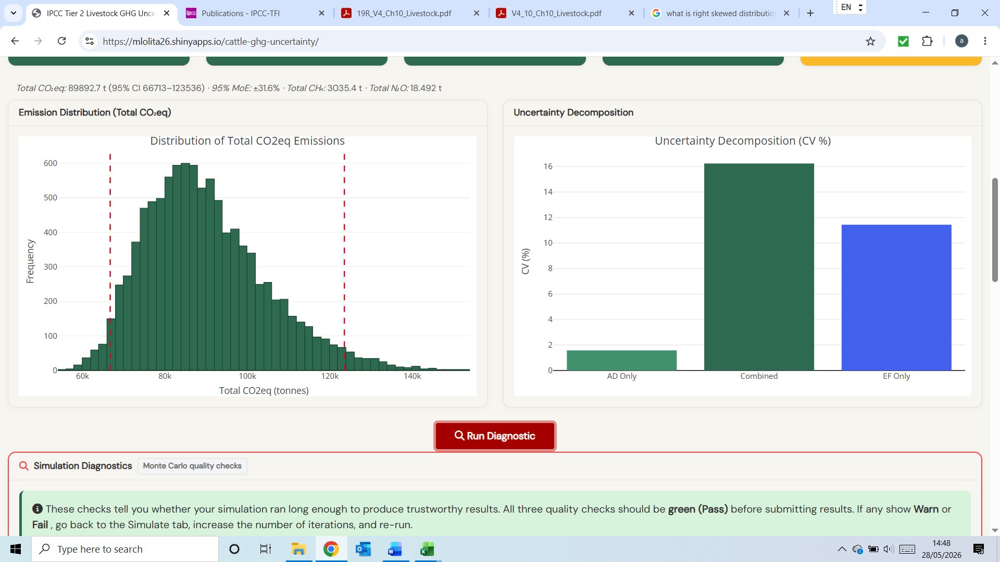 IPCC Tier 2 Livestock GHG Unce
Publications - IPCC-TFI
19R_V4_Ch10_Livestock.pdf
V4_10_Ch10_Livestock.pdf
what is right skewed distributio
EN
https://mlolita26.shinyapps.io/cattle-ghg-uncertainty/
a
Total CO₂eq: 89892.7 t (95% CI 66713–123536) · 95% MoE: ±31.6% · Total CH₄: 3035.4 t · Total N₂O: 18.492 t
Emission Distribution (Total CO₂eq)
Distribution of Total CO2eq Emissions
600
500
400
300
200
100
0
Frequency
60k
80k
100k
120k
140k
Total CO2eq (tonnes)
Uncertainty Decomposition
Uncertainty Decomposition (CV %)
16
14
12
10
8
6
4
2
0
CV (%)
AD Only
Combined
EF Only
Run Diagnostic
Simulation Diagnostics
Monte Carlo quality checks
These checks tell you whether your simulation ran long enough to produce trustworthy results. All three quality checks should be green (Pass) before submitting results. If any show Warn or
Fail , go back to the Simulate tab, increase the number of iterations, and re-run.
Type here to search
14:48
28/05/2026